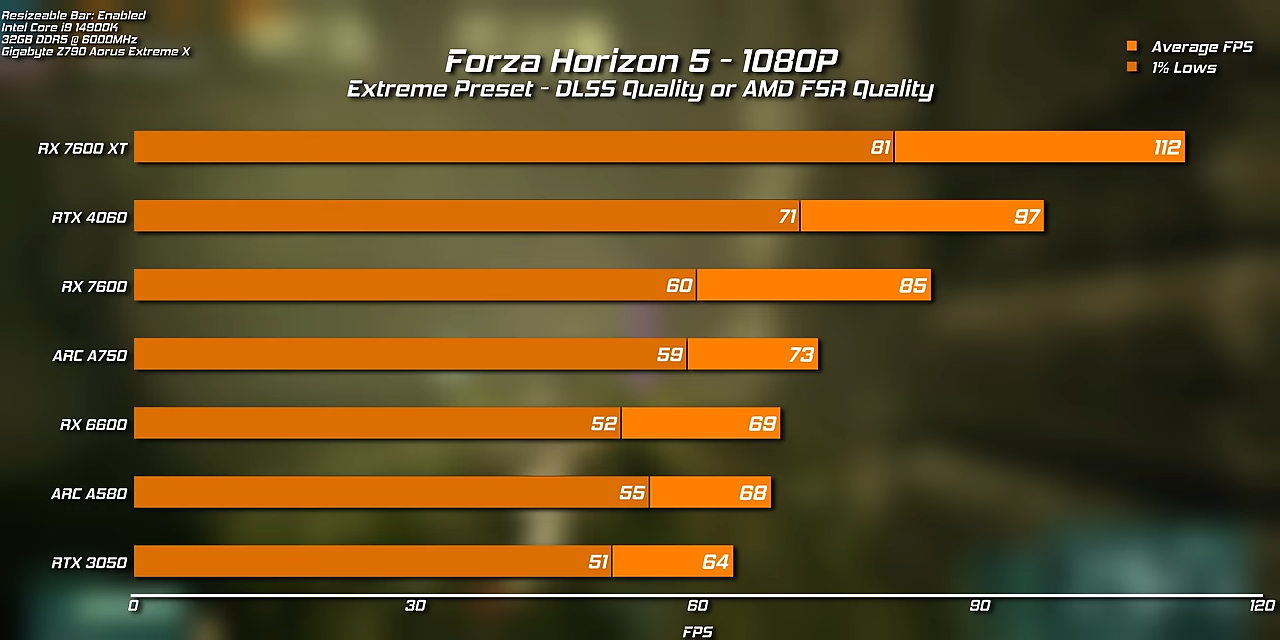 Resizeable Bar: Enabled
Intel Core i9 14900K
32GB DDR5 @ 6000MHz
Gigabyte Z790 Aorus Extreme X
Forza Horizon 5 - 1080P
Extreme Preset - DLSS Quality or AMD FSR Quality
Average FPS
1% Lows
RX 7600 XT 81 112
RTX 4060 71 97
RX 7600 60 85
ARC A750 59 73
RX 6600 52 69
ARC A580 55 68
RTX 3050 51 64
0 30 60 90 120
FPS